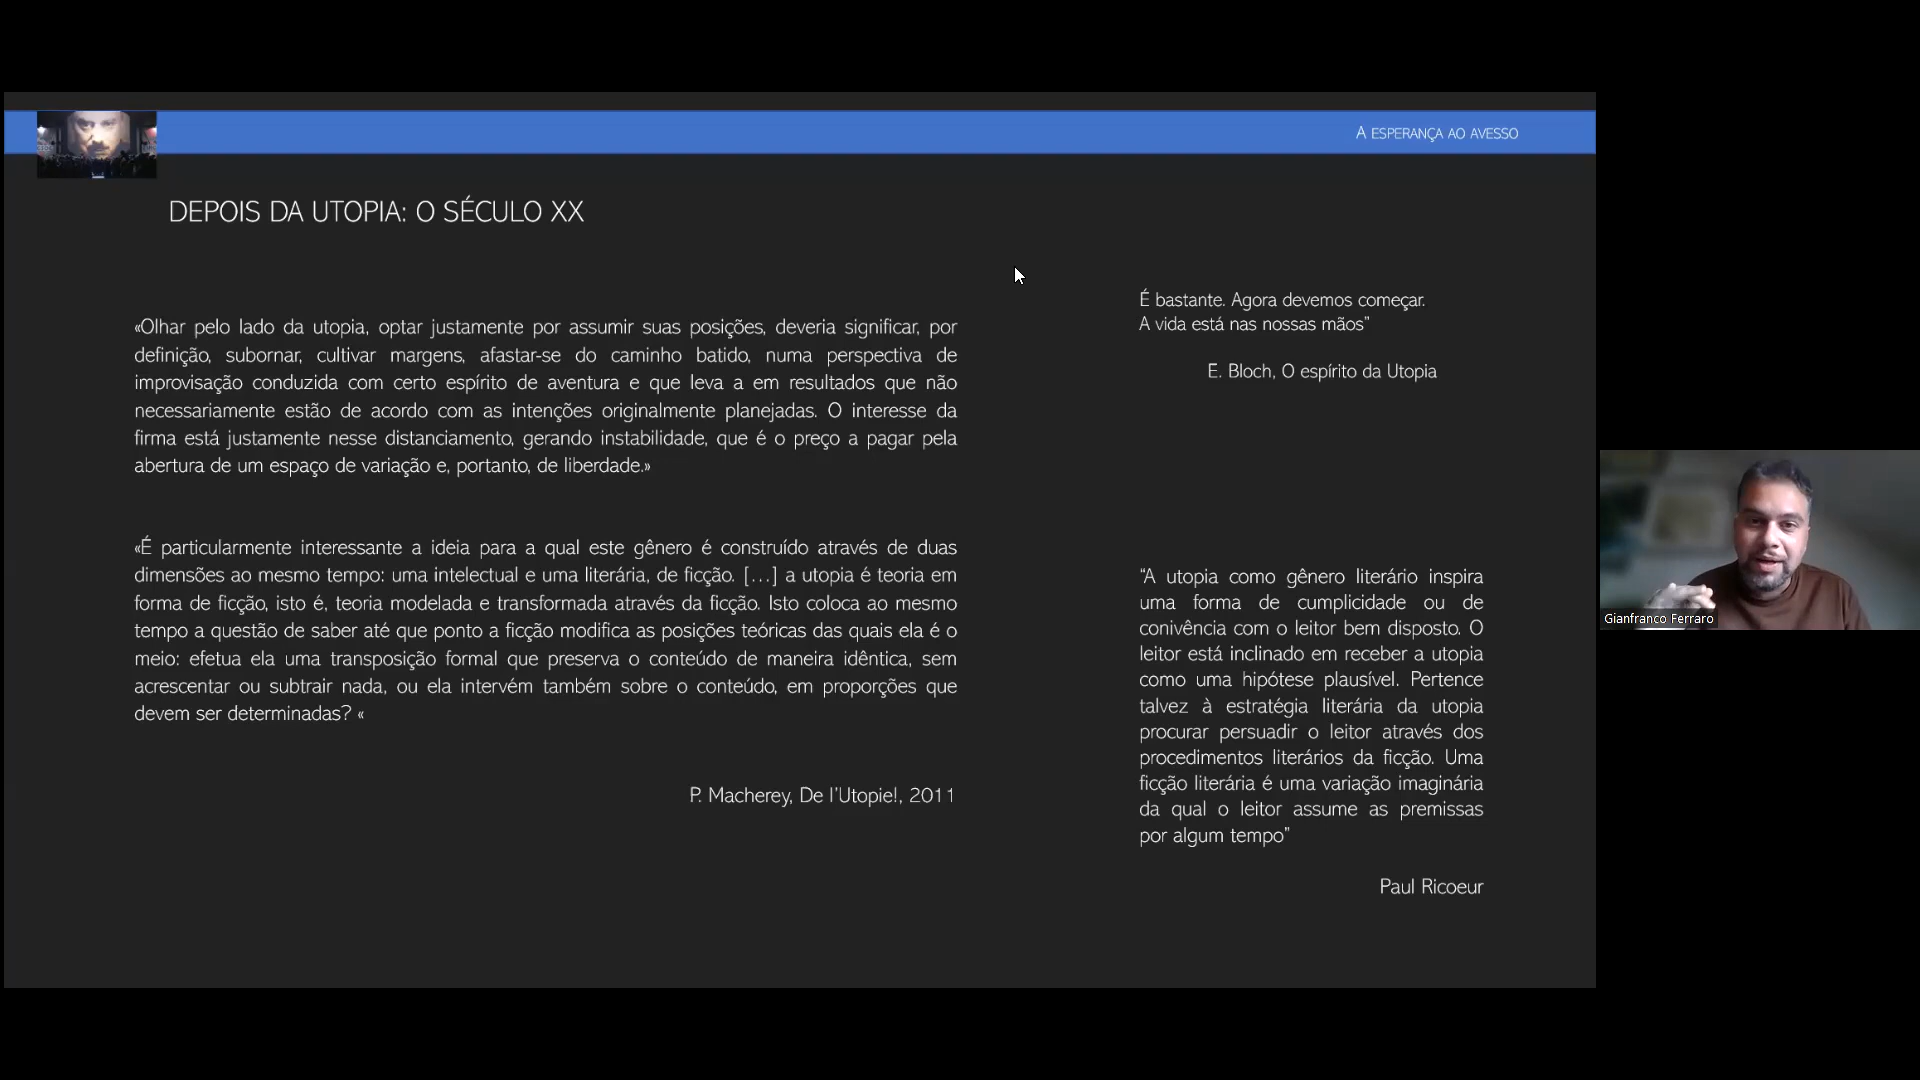 A ESPERANÇA AO AVESSO
DEPOIS DA UTOPIA: O SÉCULO XX
«Olhar pelo lado da utopia, optar justamente por assumir suas posições, deveria significar, por
definição, subornar, cultivar margens, afastar-se do caminho batido, numa perspectiva de
improvisação conduzida com certo espírito de aventura e que leva a em resultados que não
necessariamente estão de acordo com as intenções originalmente planejadas. O interesse da
firma está justamente nesse distanciamento, gerando instabilidade, que é o preço a pagar pela
abertura de um espaço de variação e, portanto, de liberdade.»
«É particularmente interessante a ideia para a qual este gênero é construído através de duas
dimensões ao mesmo tempo: uma intelectual e uma literária, de ficção. […] a utopia é teoria em
forma de ficção, isto é, teoria modelada e transformada através da ficção. Isto coloca ao mesmo
tempo a questão de saber até que ponto a ficção modifica as posições teóricas das quais ela é o
meio: efetua ela uma transposição formal que preserva o conteúdo de maneira idêntica, sem
acrescentar ou subtrair nada, ou ela intervém também sobre o conteúdo, em proporções que
devem ser determinadas? «
P. Macherey, De l'Utopie!, 2011
É bastante. Agora devemos começar.
A vida está nas nossas mãos”
E. Bloch, O espírito da Utopia
“A utopia como gênero literário inspira
uma forma de cumplicidade ou de
conivência com o leitor bem disposto. O
leitor está inclinado em receber a utopia
como uma hipótese plausível. Pertence
talvez à estratégia literária da utopia
procurar persuadir o leitor através dos
procedimentos literários da ficção. Uma
ficção literária é uma variação imaginária
da qual o leitor assume as premissas
por algum tempo”
Paul Ricoeur
Gianfranco Ferraro